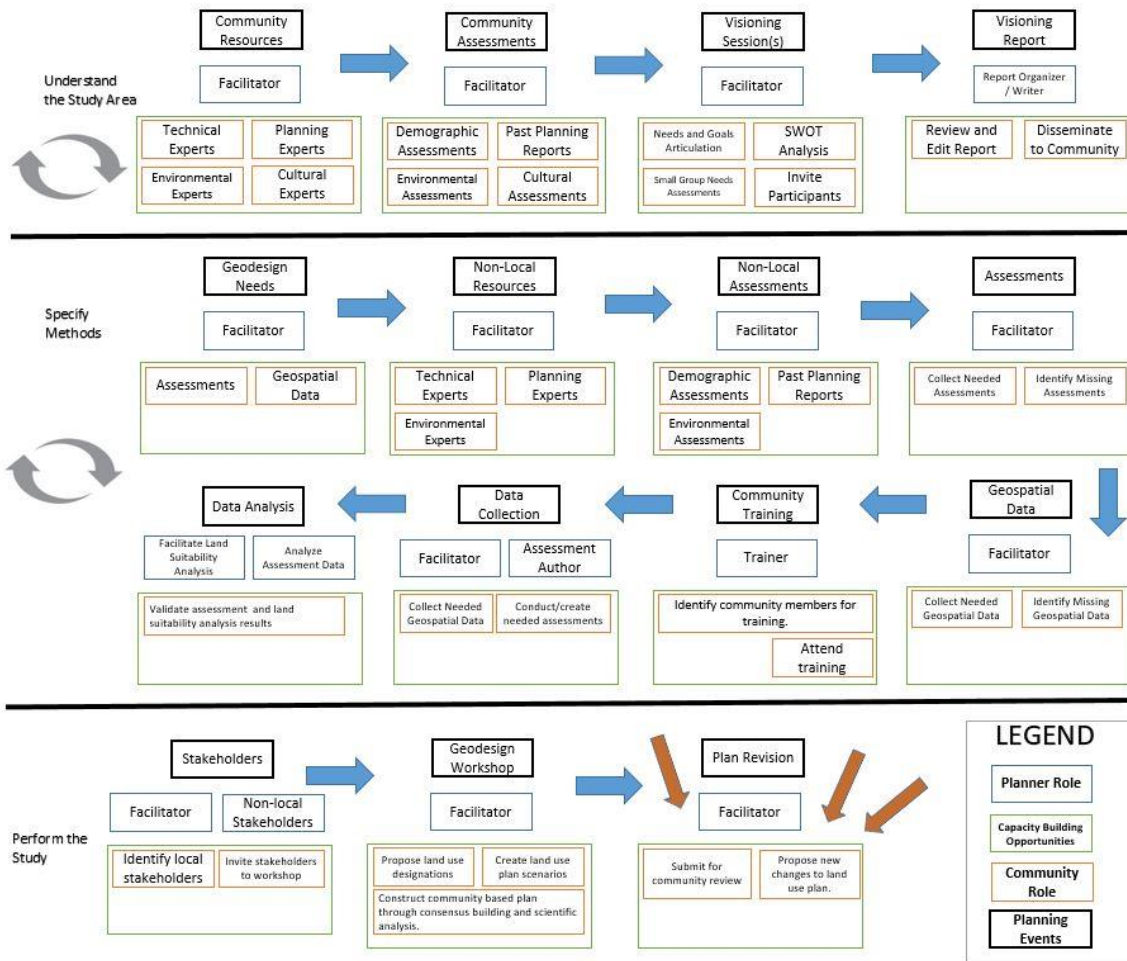 Community
Resources
Community
Assessments
Visioning
Session(s)
Visioning
Report
Understand
the Study Area
Facilitator
Facilitator
Facilitator
Report Organizer
/ Writer
Technical
Experts
Planning
Experts
Environmental
Experts
Cultural
Experts
Demographic
Assessments
Past Planning
Reports
Environmental
Assessments
Cultural
Assessments
Needs and Goals
Articulation
SWOT
Analysis
Small Group Needs
Assessments
Invite
Participants
Review and
Edit Report
Disseminate
to Community
Geodesign
Needs
Non-Local
Resources
Non-Local
Assessments
Assessments
Specify
Methods
Facilitator
Facilitator
Facilitator
Facilitator
Assessments
Geospatial
Data
Technical
Experts
Planning
Experts
Environmental
Experts
Demographic
Assessments
Past Planning
Reports
Environmental
Assessments
Collect Needed
Assessments
Identify Missing
Assessments
Data Analysis
Data
Collection
Community
Training
Geospatial
Data
Facilitate Land
Suitability
Analysis
Analyze
Assessment Data
Facilitator
Assessment
Author
Trainer
Facilitator
Validate assessment and land
suitability analysis results
Collect Needed
Geospatial Data
Conduct/create
needed assessments
Identify community members for
training.
Attend
training
Collect Needed
Geospatial Data
Identify Missing
Geospatial Data
Stakeholders
Geodesign
Workshop
Plan Revision
Perform the
Study
Facilitator
Non-local
Stakeholders
Facilitator
Facilitator
Identify local
stakeholders
Invite stakeholders
to workshop
Propose land use
designations
Create land use
plan scenarios
Construct community based plan
through consensus building and scientific
analysis.
Submit for
community review
Propose new
changes to land
use plan.
LEGEND
Planner Role
Capacity Building
Opportunities
Community
Role
Planning
Events